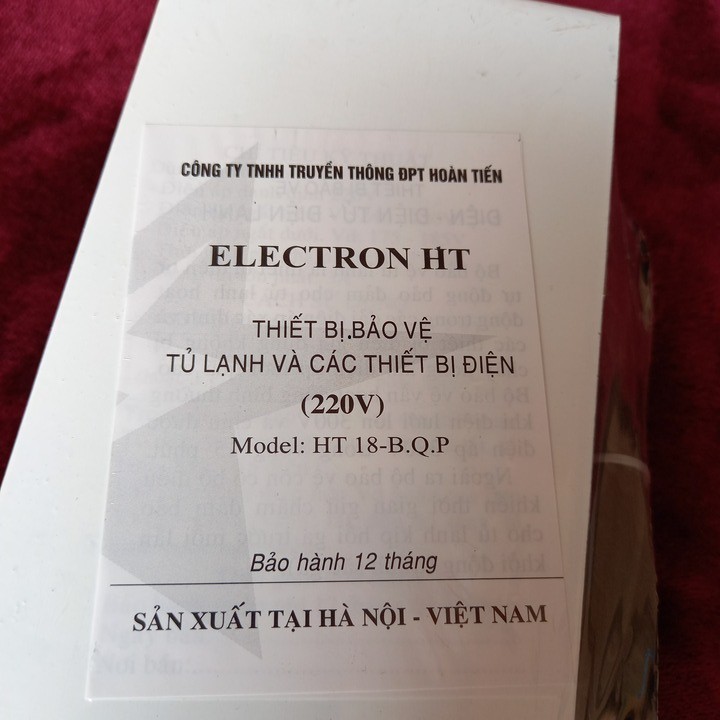 CÔNG TY TNHH TRUYỀN THÔNG ĐPT HOÀN TIẾN
ELECTRON HT
THIẾT BỊ BẢO VỆ
TỦ LẠNH VÀ CÁC THIẾT BỊ ĐIỆN
(220V)
Model: HT 18-B.Q.P
Bảo hành 12 tháng
SẢN XUẤT TẠI HÀ NỘI - VIỆT NAM